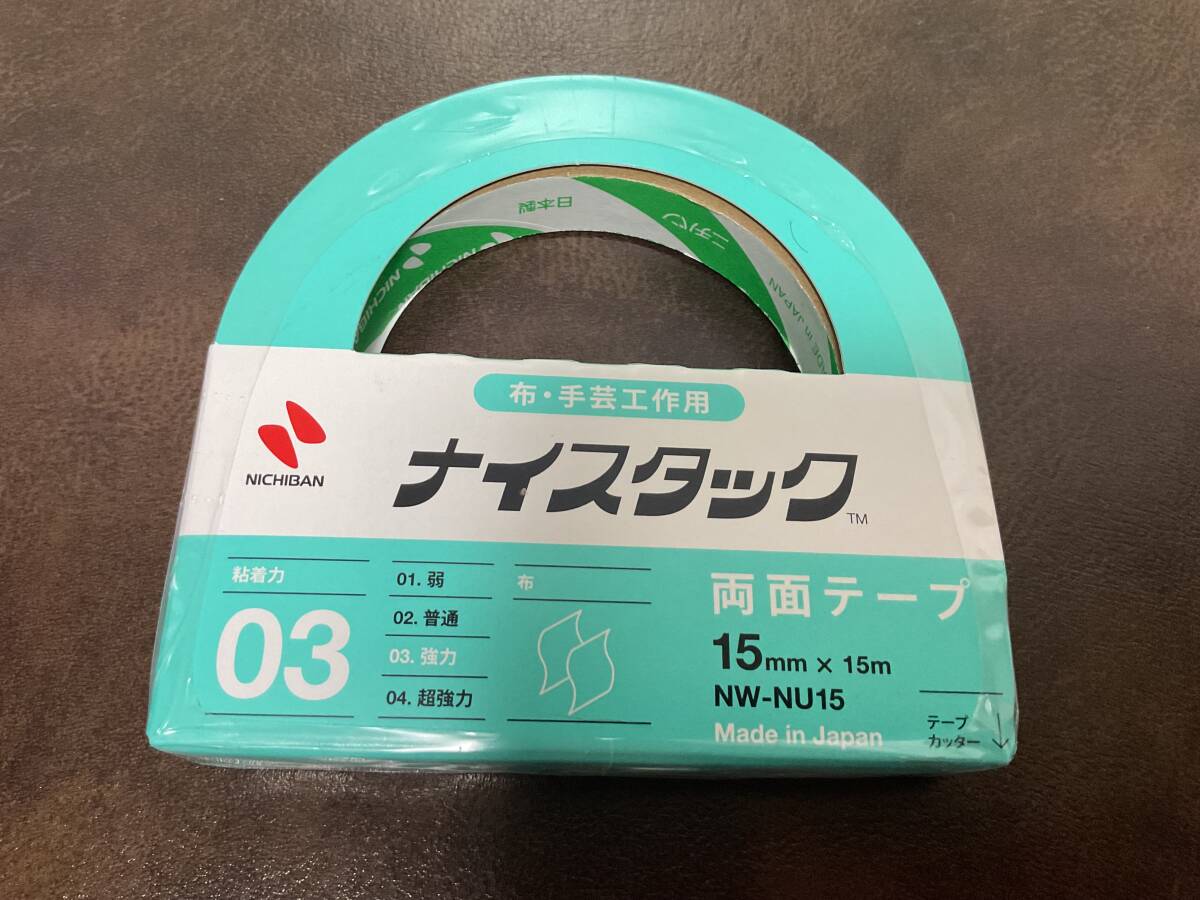 日本製
ニチバン
NICHIBAN
NICHIBAN
MADE in JAPAN
布・手芸工作用
NICHIBAN
ナイスタック™
粘着力
03
01. 弱
02. 普通
03. 強力
04. 超強力
布
両面テープ
15mm × 15m
NW-NU15
Made in Japan
テープ
カッター